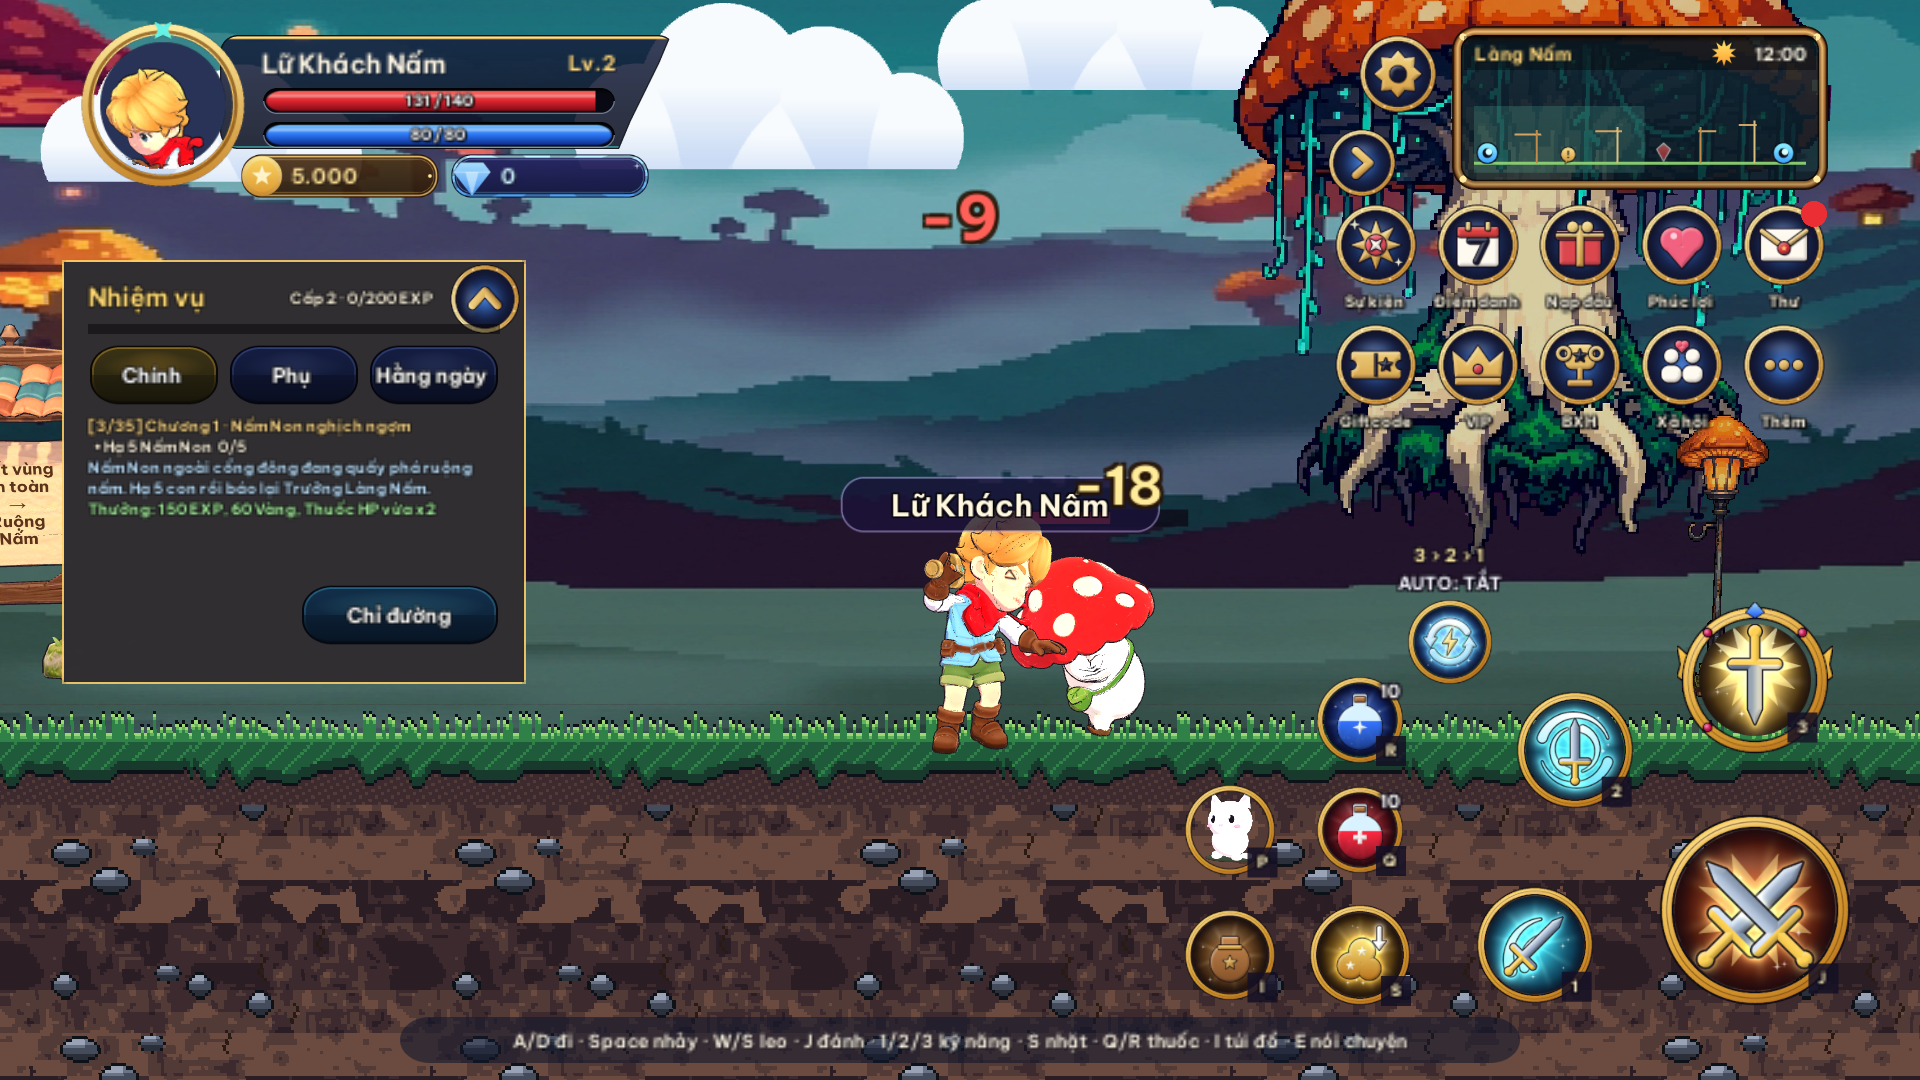 Lữ Khách Nấm
Lv.2
131/140
80/80
5.000
0
Làng Nấm
12:00
-9
Sự kiện
Điểm danh
Nạp đầu
Phúc lợi
Thư
Giftcode
VIP
BXH
Xã hội
Thêm
Nhiệm vụ
Cấp 2 · 0/200 EXP
Chính
Phụ
Hằng ngày
[3/35] Chương 1 · Nấm Non nghịch ngợm
• Hạ 5 Nấm Non 0/5
Nấm Non ngoài cổng đông đang quấy phá ruộng
nấm. Hạ 5 con rồi báo lại Trưởng Làng Nấm.
Thưởng: 150 EXP, 60 Vàng, Thuốc HP vừa x2
Chỉ đường
t vùng
n toàn
→
Ruộng
Nấm
-18
Lữ Khách Nấm
3 › 2 › 1
AUTO: TẮT
10
R
3
2
10
Q
P
I
S
1
J
A/D đi · Space nhảy · W/S leo · J đánh · 1/2/3 kỹ năng · S nhặt · Q/R thuốc · I túi đồ · E nói chuyện